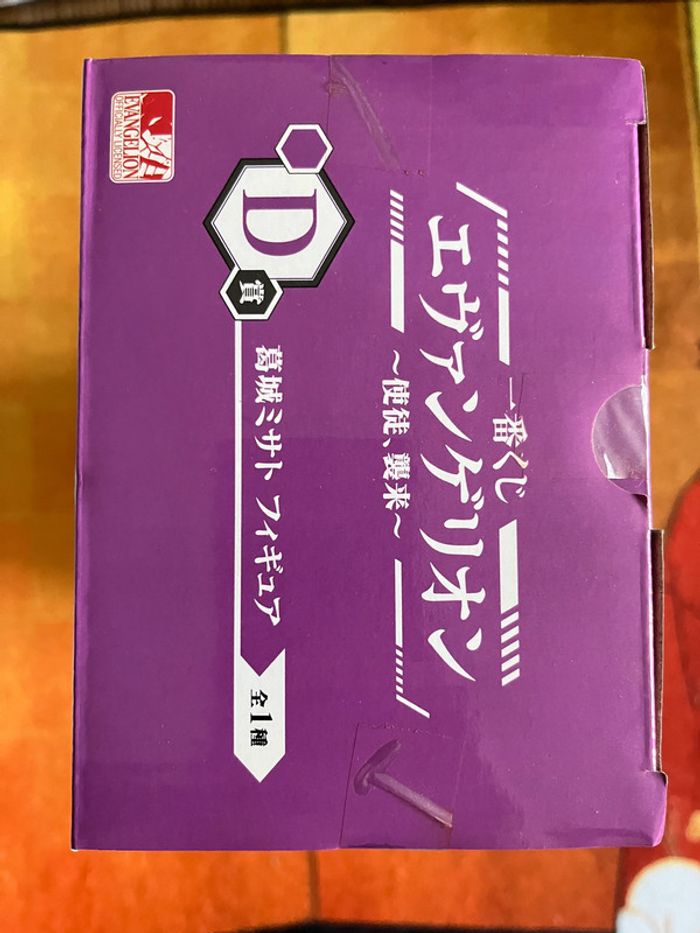 一番くじ
エヴァンゲリオン
〜使徒、襲来〜
D賞
葛城ミサト フィギュア
全1種
EVANGELION
OFFICIALLY LICENSED